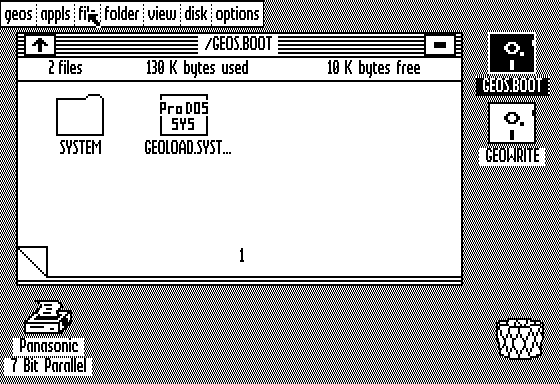 geos appls file folder view disk options
/GEOS.BOOT
2 files 130 K bytes used 10 K bytes free
ProDOS
SYS
SYSTEM GEOLOAD.SYST...
1
GEOS.BOOT
GEOWRITE
Panasonic
7 Bit Parallel